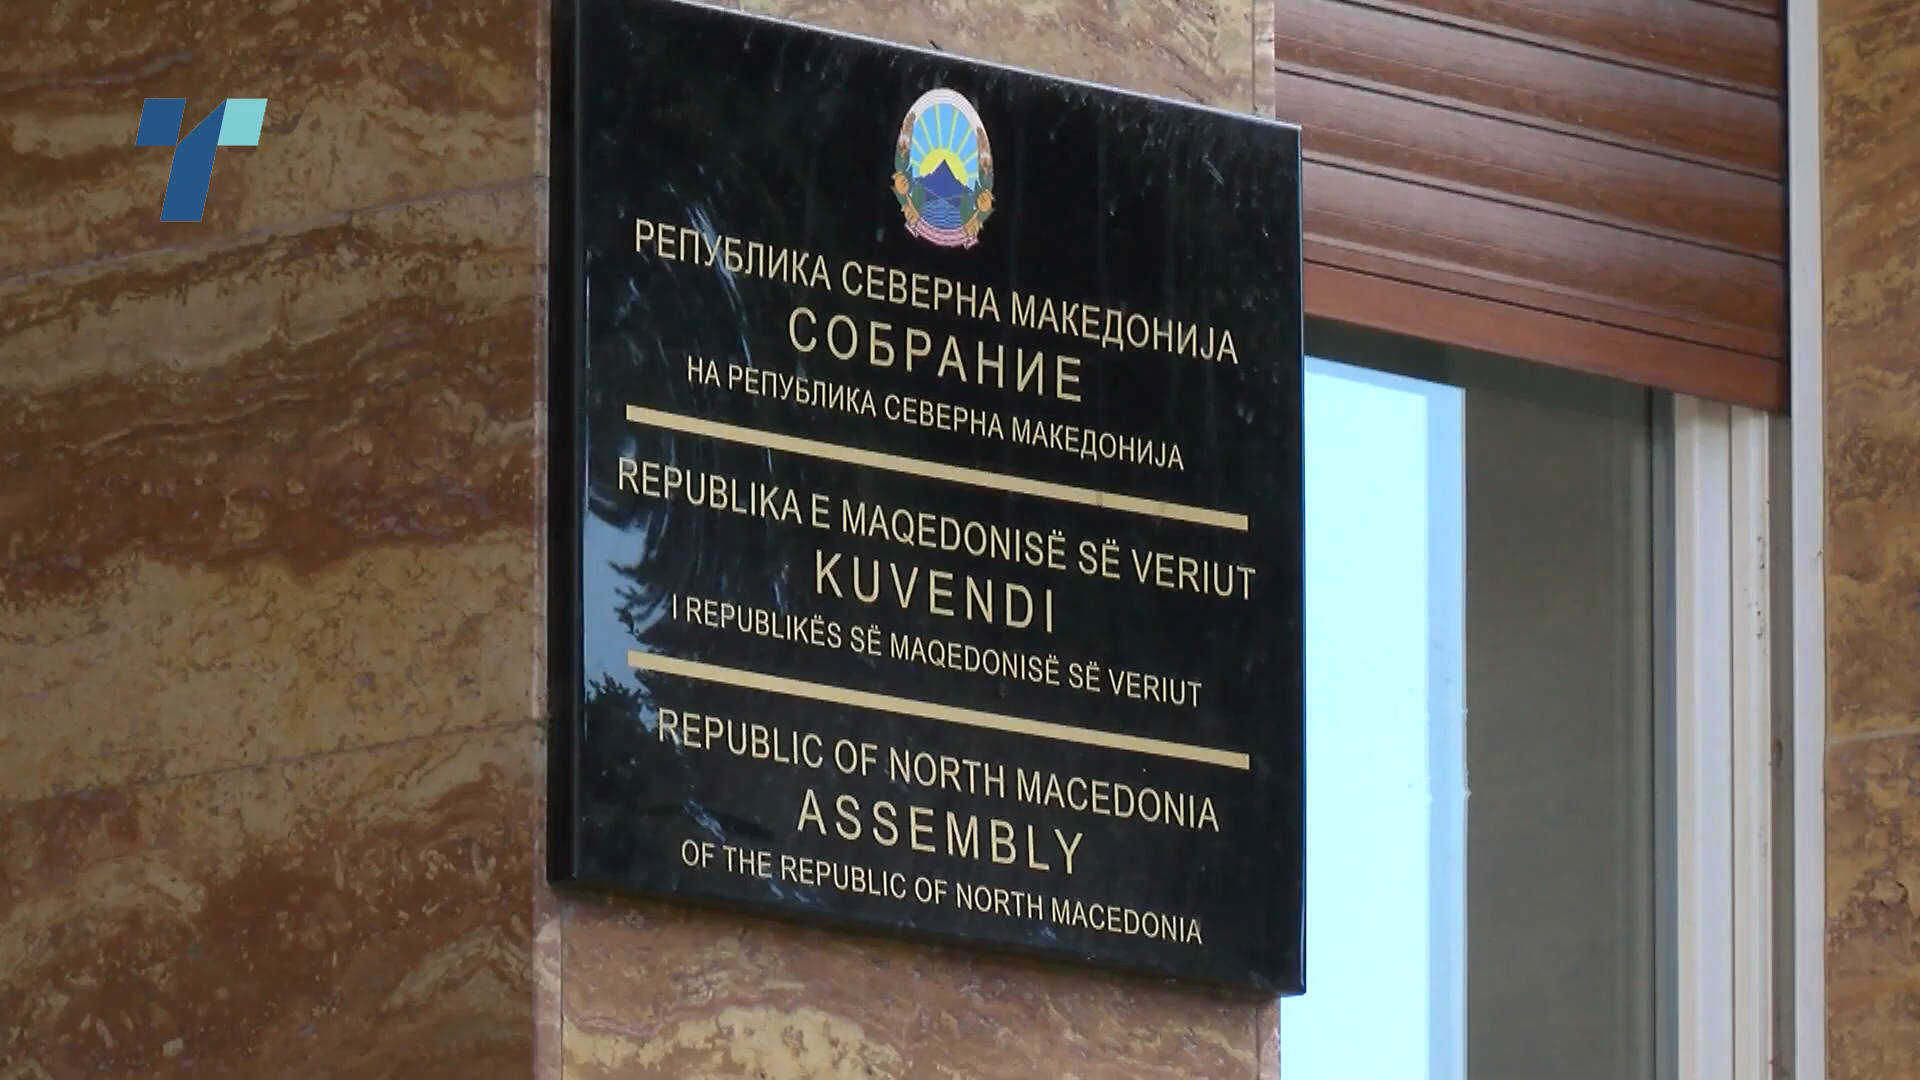 РЕПУБЛИКА СЕВЕРНА МАКЕДОНИЈА
СОБРАНИЕ
НА РЕПУБЛИКА СЕВЕРНА МАКЕДОНИЈА
REPUBLIKA E MAQEDONISË SË VERIUT
KUVENDI
I REPUBLIKËS SË MAQEDONISË SË VERIUT
REPUBLIC OF NORTH MACEDONIA
ASSEMBLY
OF THE REPUBLIC OF NORTH MACEDONIA